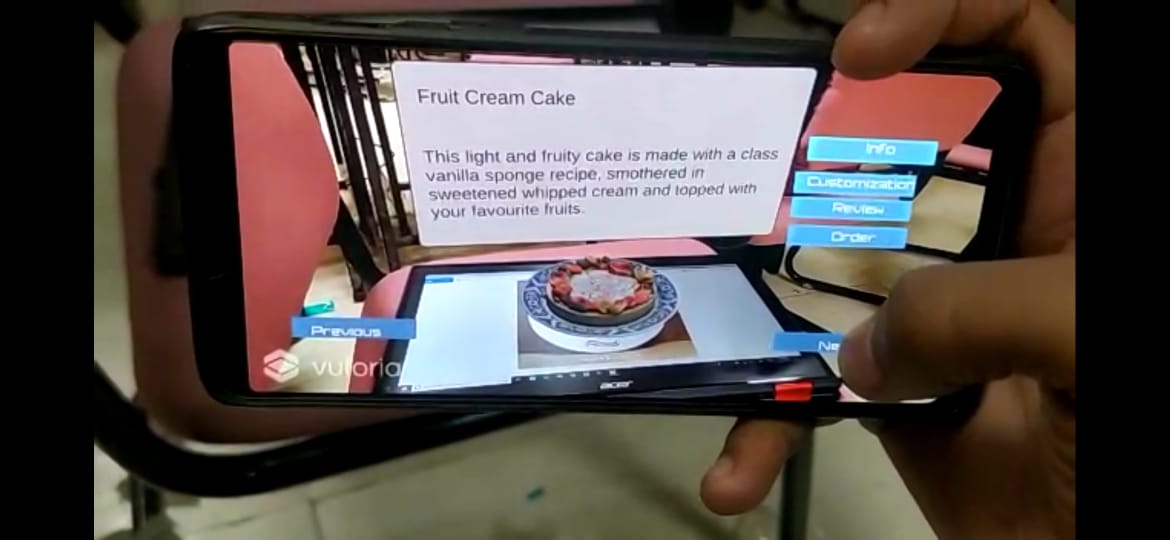 Fruit Cream Cake
This light and fruity cake is made with a class
vanilla sponge recipe, smothered in
sweetened whipped cream and topped with
your favourite fruits.
Info
Customization
Review
Order
Previous
Ne
vuforia
acer